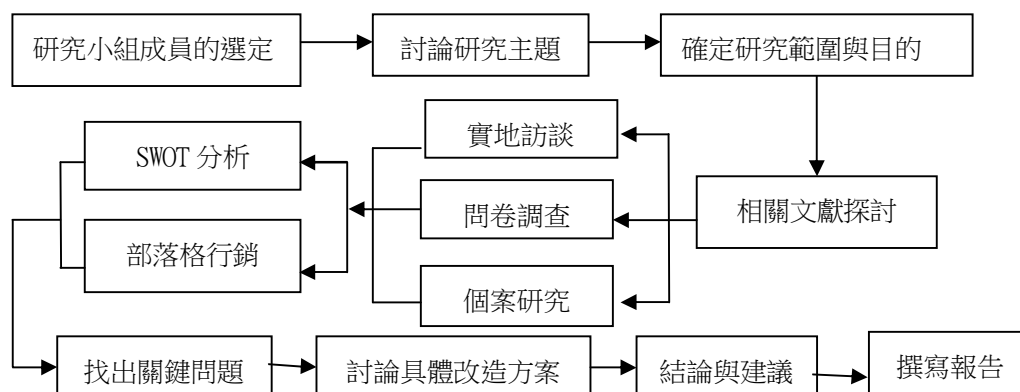 研究小組成員的選定
討論研究主題
確定研究範圍與目的
實地訪談
SWOT 分析
相關文獻探討
問卷調查
部落格行銷
個案研究
找出關鍵問題
討論具體改造方案
結論與建議
撰寫報告